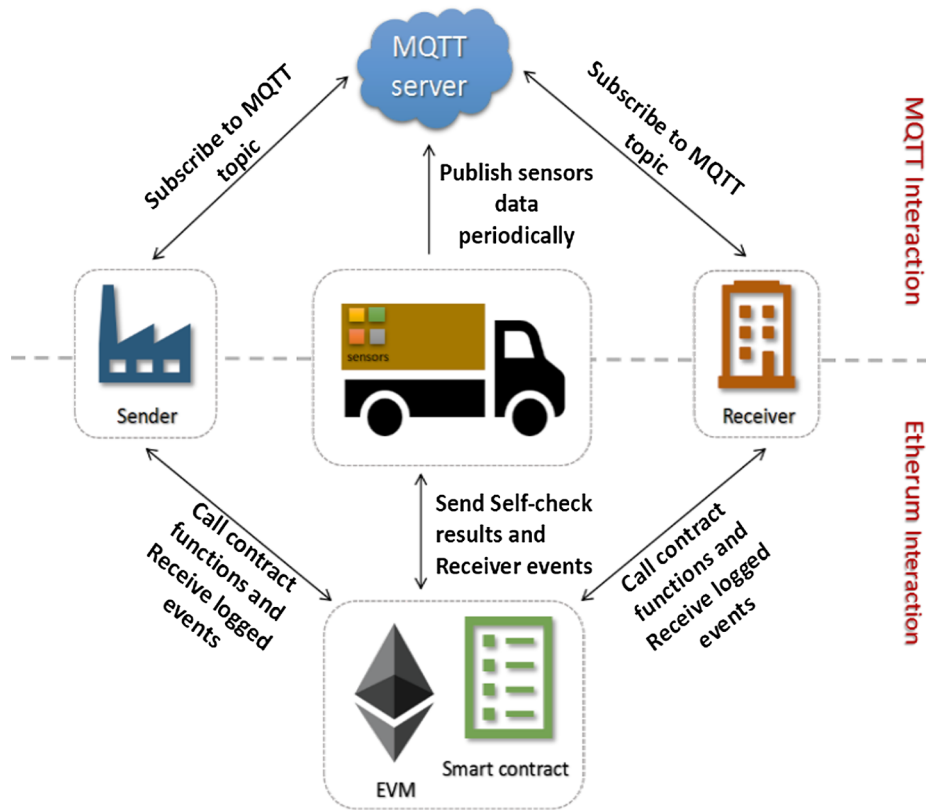 MQTT
server
Subscribe to MQTT
topic
Subscribe to MQTT
topic
Publish sensors
data
periodically
MQTT Interaction
sensors
Sender
Receiver
Etherum Interaction
Call contract
functions and
Receive logged
events
Send Self-check
results and
Receiver events
Call contract
functions and
Receive logged
events
EVM
Smart contract